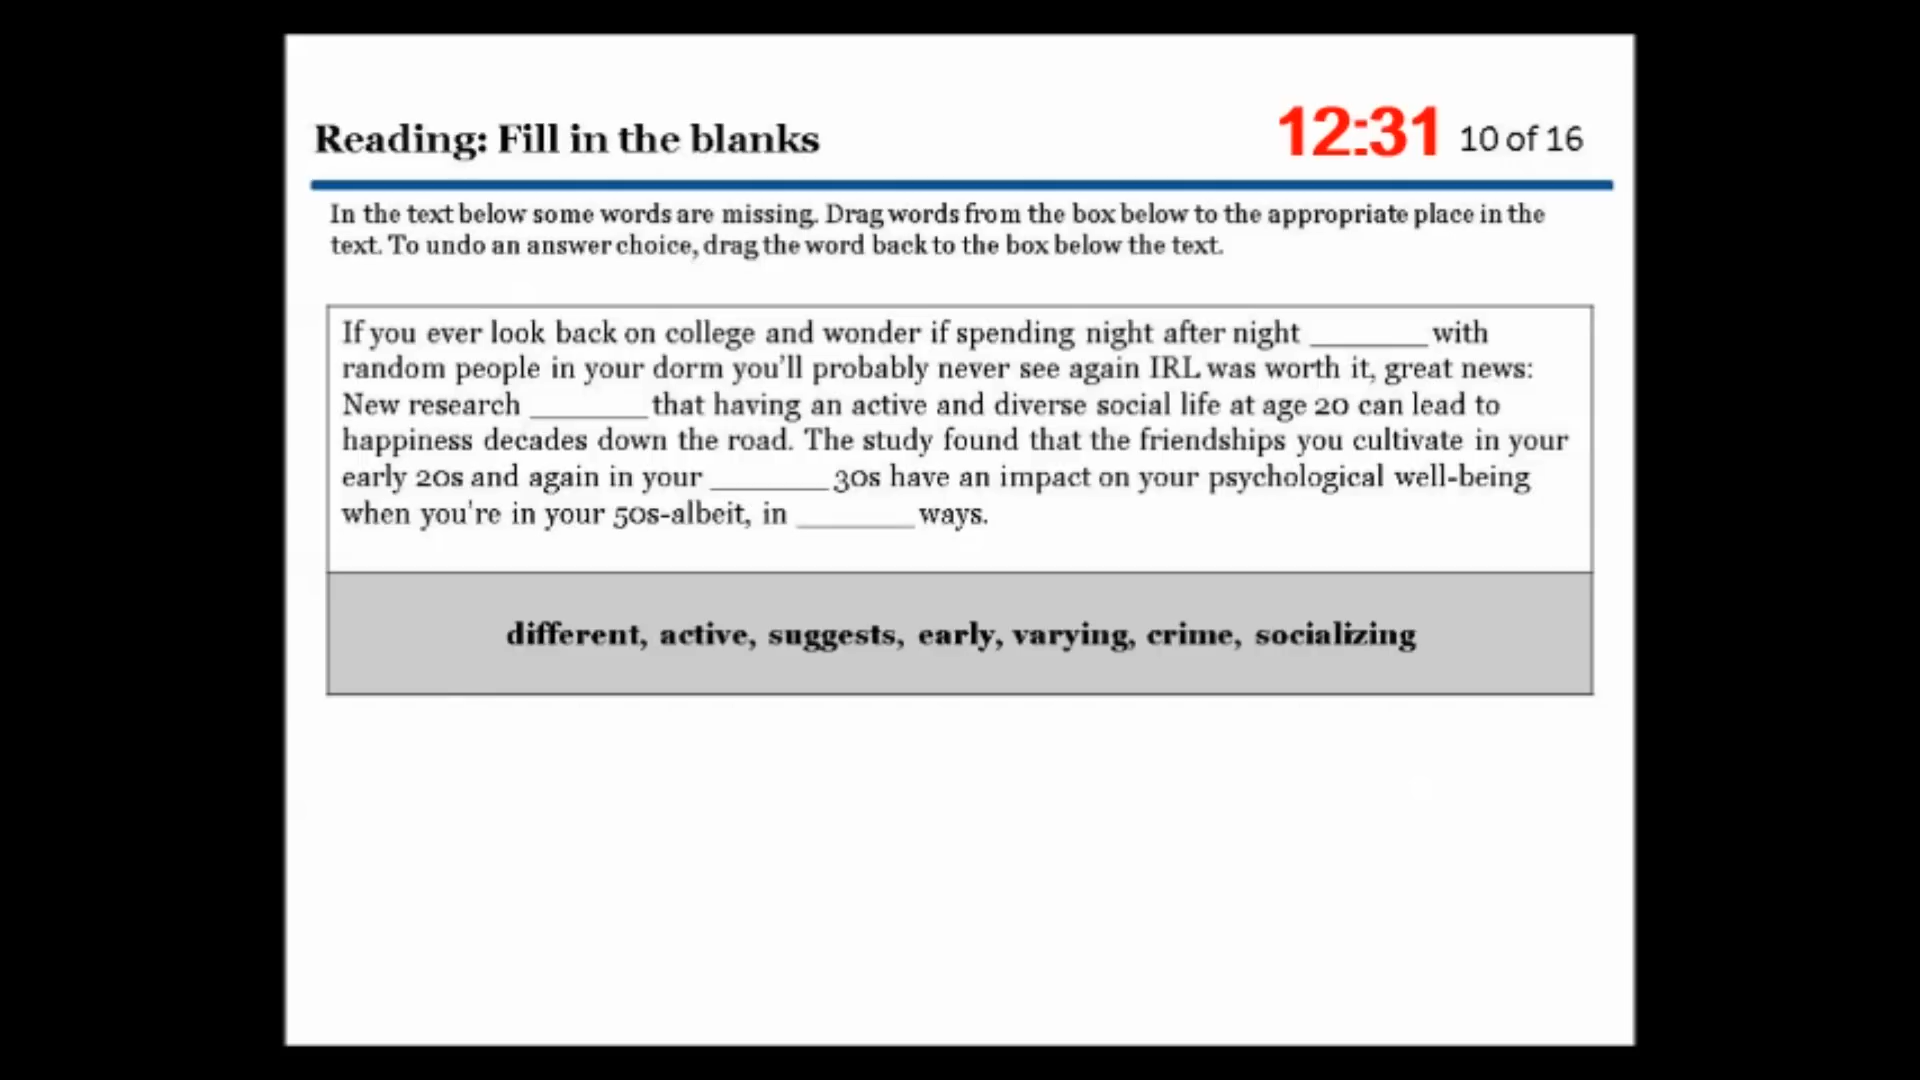 Reading: Fill in the blanks
12:31 10 of 16
In the text below some words are missing. Drag words from the box below to the appropriate place in the
text. To undo an answer choice, drag the word back to the box below the text.
If you ever look back on college and wonder if spending night after night ________ with
random people in your dorm you'll probably never see again IRL was worth it, great news:
New research ________ that having an active and diverse social life at age 20 can lead to
happiness decades down the road. The study found that the friendships you cultivate in your
early 20s and again in your ________ 30s have an impact on your psychological well-being
when you're in your 50s-albeit, in ________ ways.
different, active, suggests, early, varying, crime, socializing